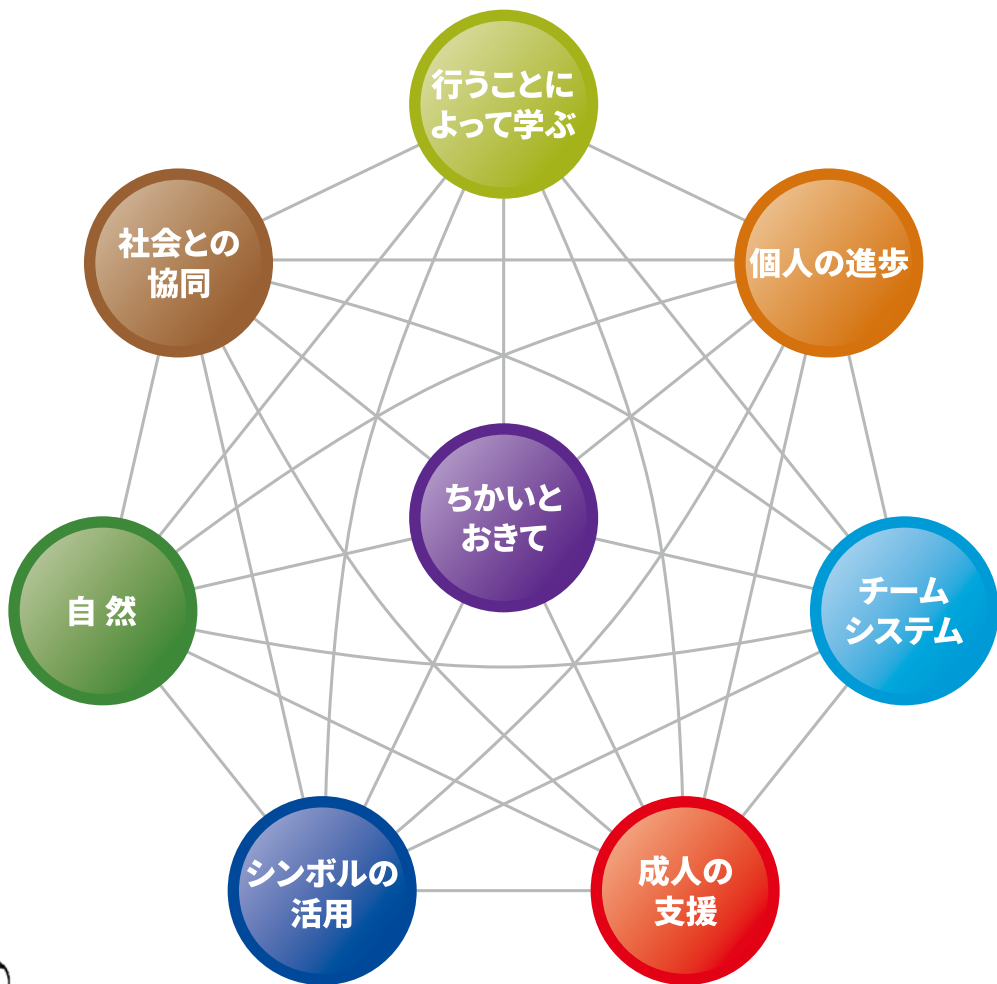 行うことに
よって学ぶ
社会との
協同
個人の進歩
ちかいと
おきて
自 然
チーム
システム
シンボルの
活用
成人の
支援